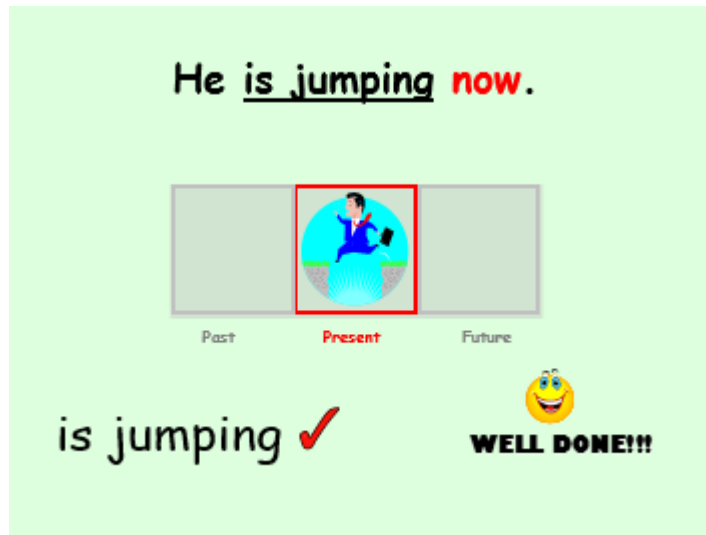 He is jumping now.
Past Present Future
is jumping ✓
WELL DONE!!!